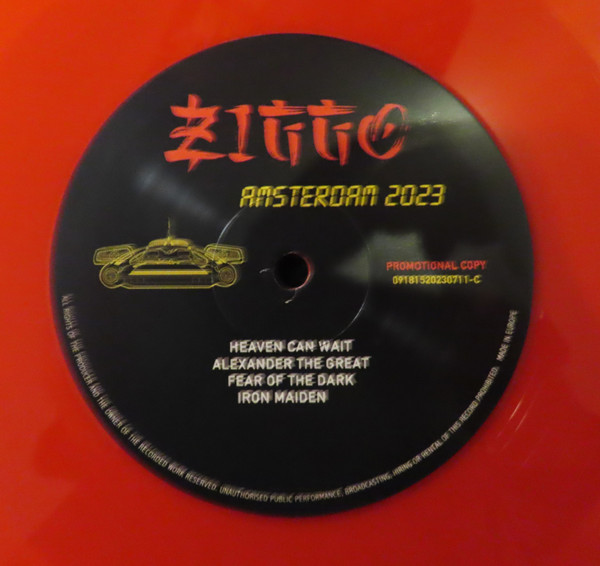 ZIGGO
AMSTERDAM 2023
PROMOTIONAL COPY
09181520230711-C
HEAVEN CAN WAIT
ALEXANDER THE GREAT
FEAR OF THE DARK
IRON MAIDEN
ALL RIGHTS OF THE PRODUCER AND THE OWNER OF THE RECORDED WORK RESERVED. UNAUTHORISED PUBLIC PERFORMANCE, BROADCASTING, HIRING OR RENTAL OF THIS RECORD PROHIBITED. MADE IN EUROPE